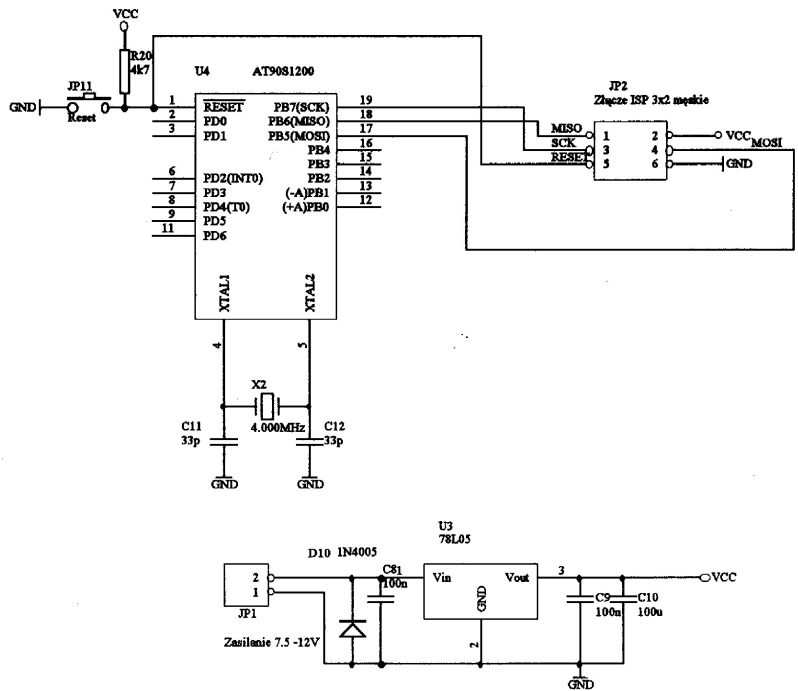 VCC
R20
4k7
U4 AT90S1200
JP11
GND
Reset
1 RESET PB7(SCK) 19
2 PD0 PB6(MISO) 18
3 PD1 PB5(MOSI) 17
PB4 16
PB3 15
6 PD2(INT0) PB2 14
7 PD3 (-A)PB1 13
8 PD4(T0) (+A)PB0 12
9 PD5
11 PD6
XTAL1 XTAL2
4 5
JP2
Złącze ISP 3x2 męskie
MISO 1 2 VCC
SCK 3 4 MOSI
RESET 5 6 GND
X2
4.000MHz
C11
33p
C12
33p
GND GND
U3
78L05
D10 1N4005
C81
100n
Vin Vout 3
GND
2
VCC
2
1
JP1
Zasilanie 7.5 -12V
C9
100n
C10
100u
GND